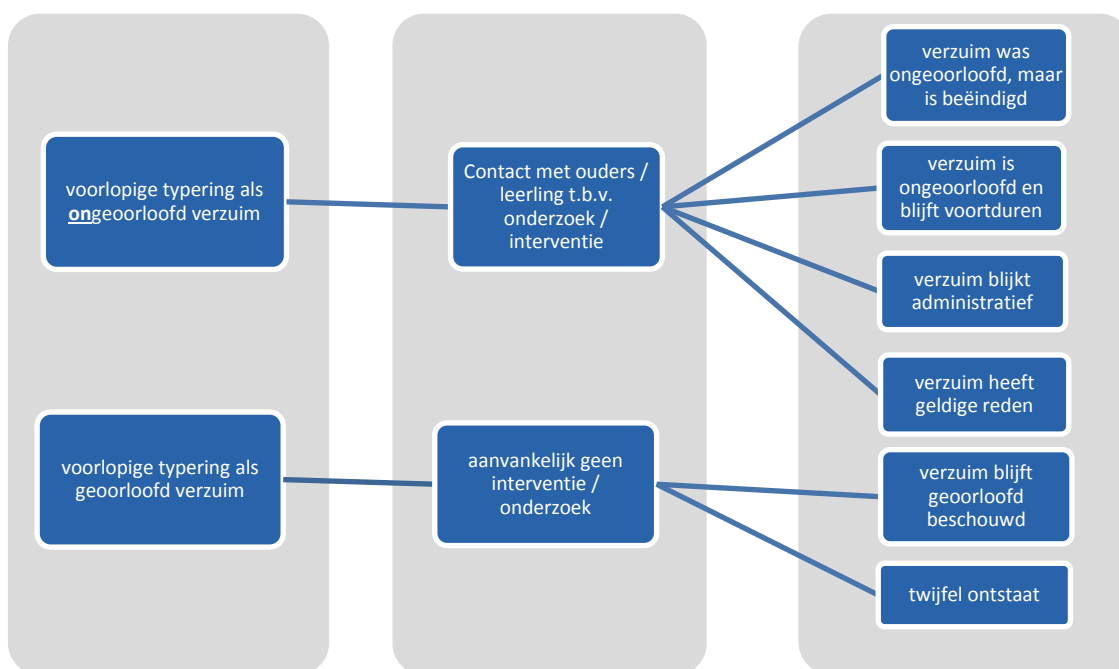 voorlopige typering als
ongeoorloofd verzuim
Contact met ouders /
leerling t.b.v.
onderzoek /
interventie
verzuim was
ongeoorloofd, maar
is beëindigd
verzuim is
ongeoorloofd en
blijft voortduren
verzuim blijkt
administratief
verzuim heeft
geldige reden
voorlopige typering als
geoorloofd verzuim
aanvankelijk geen
interventie /
onderzoek
verzuim blijft
geoorloofd
beschouwd
twijfel ontstaat